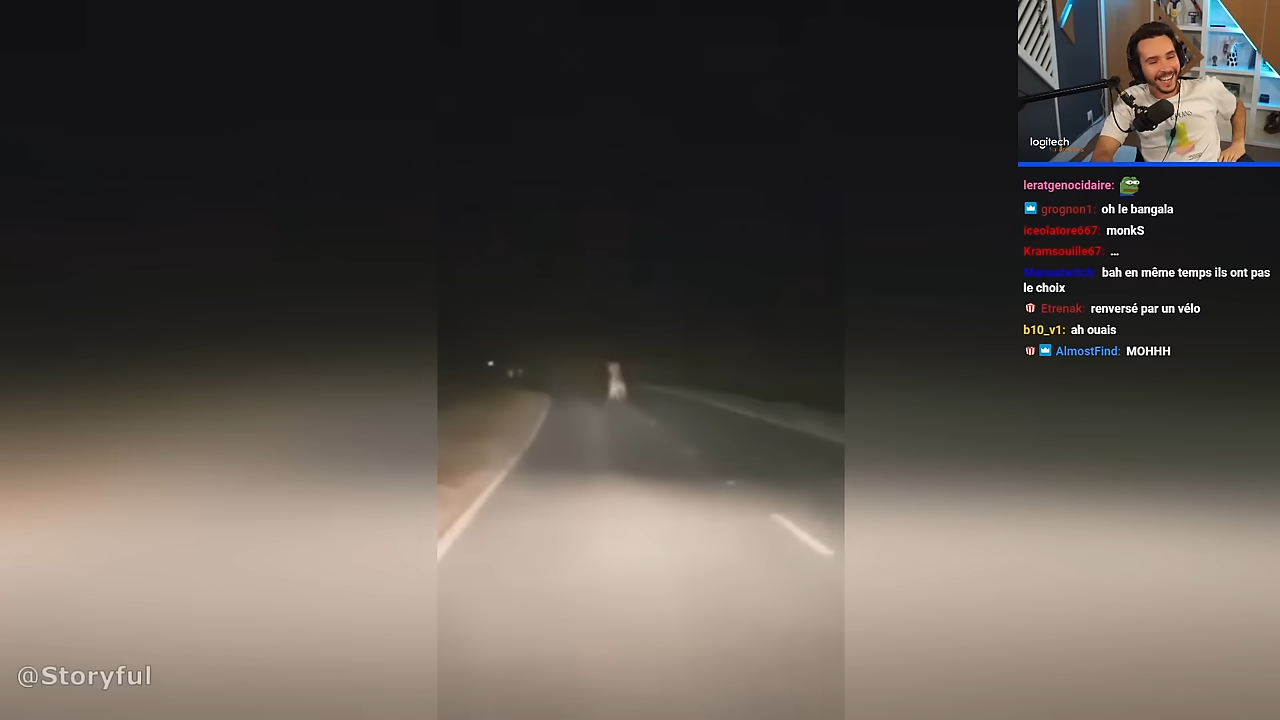 logitech
leratgenocidaire:
grognon1: oh le bangala
iceolatore667: monkS
Kramsouille67: ...
bah en même temps ils ont pas
le choix
Etrenak: renversé par un vélo
b10_v1: ah ouais
AlmostFind: MOHHH
@Storyful